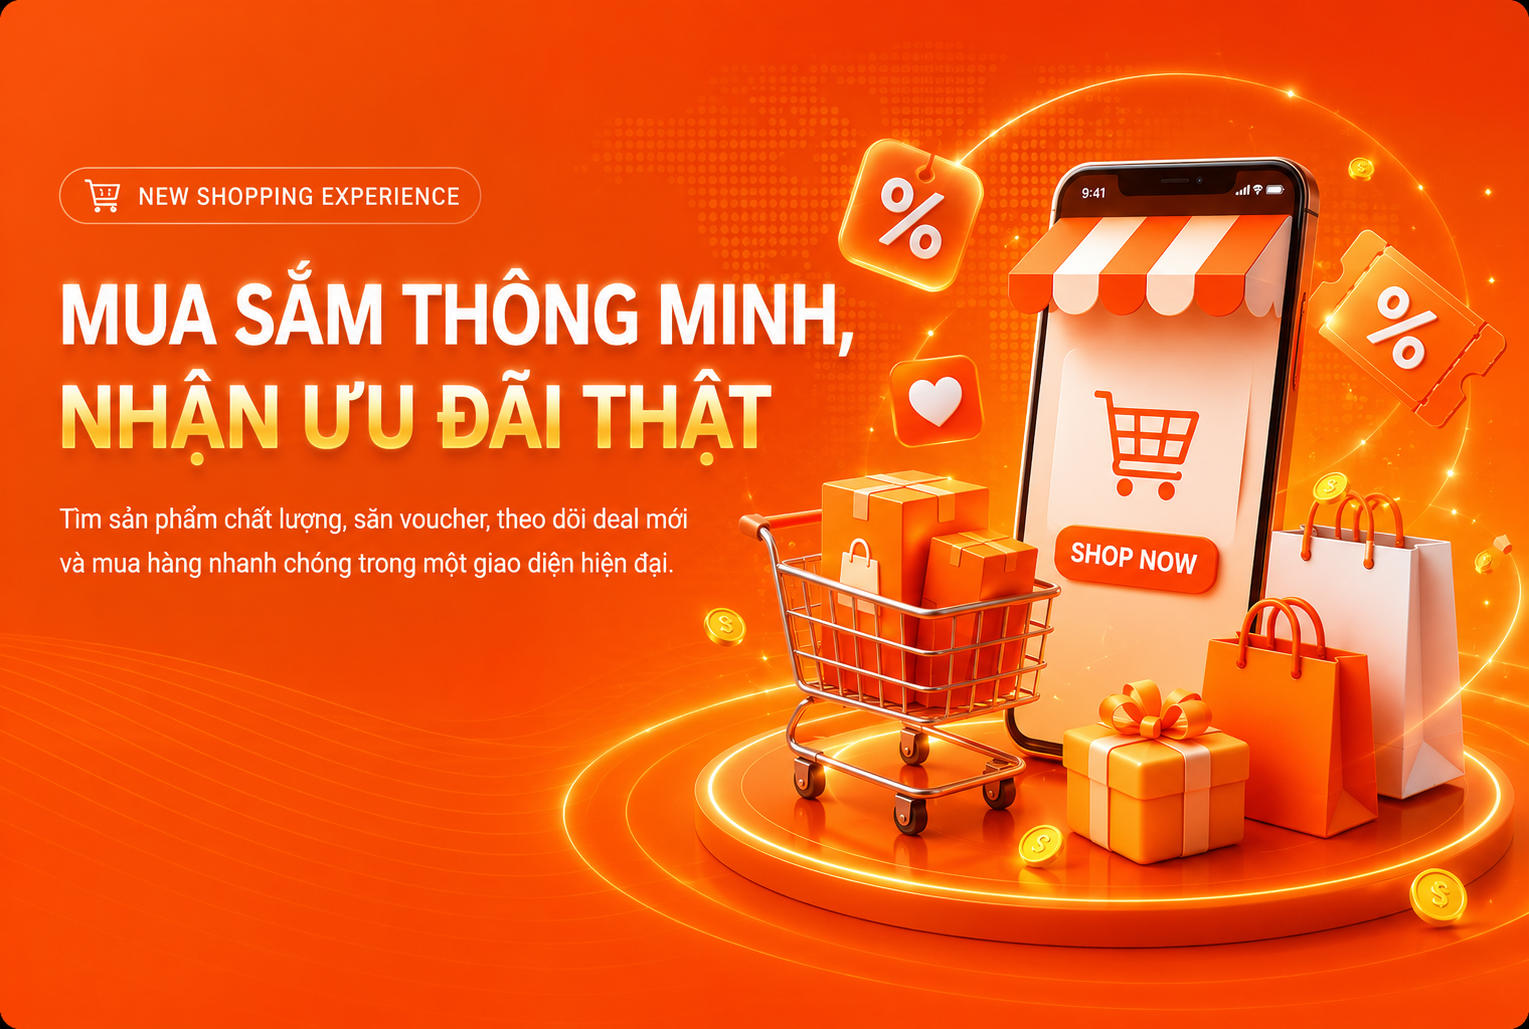 NEW SHOPPING EXPERIENCE
MUA SẮM THÔNG MINH,
NHẬN ƯU ĐÃI THẬT
Tìm sản phẩm chất lượng, săn voucher, theo dõi deal mới
và mua hàng nhanh chóng trong một giao diện hiện đại.
%
9:41
%
SHOP NOW
$
$
$
$
$